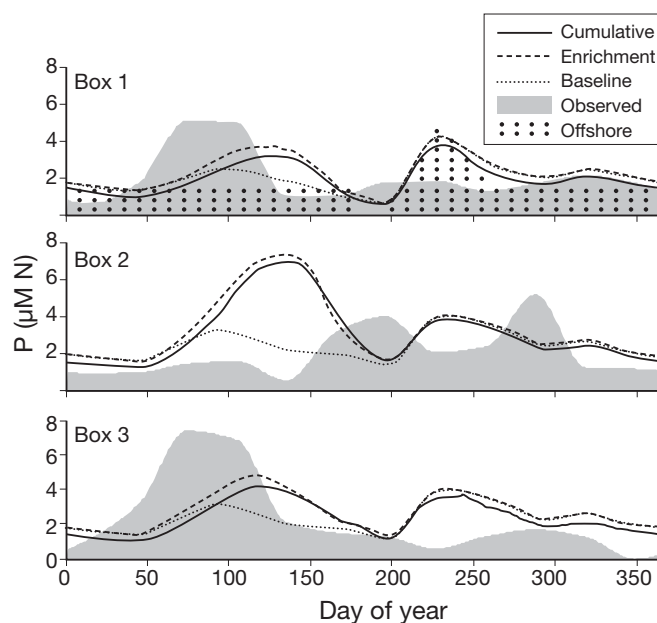 Cumulative
Enrichment
Baseline
Observed
Offshore
Box 1
8
6
4
2
Box 2
8
6
4
2
P (μM N)
Box 3
8
6
4
2
0
0 50 100 150 200 250 300 350
Day of year